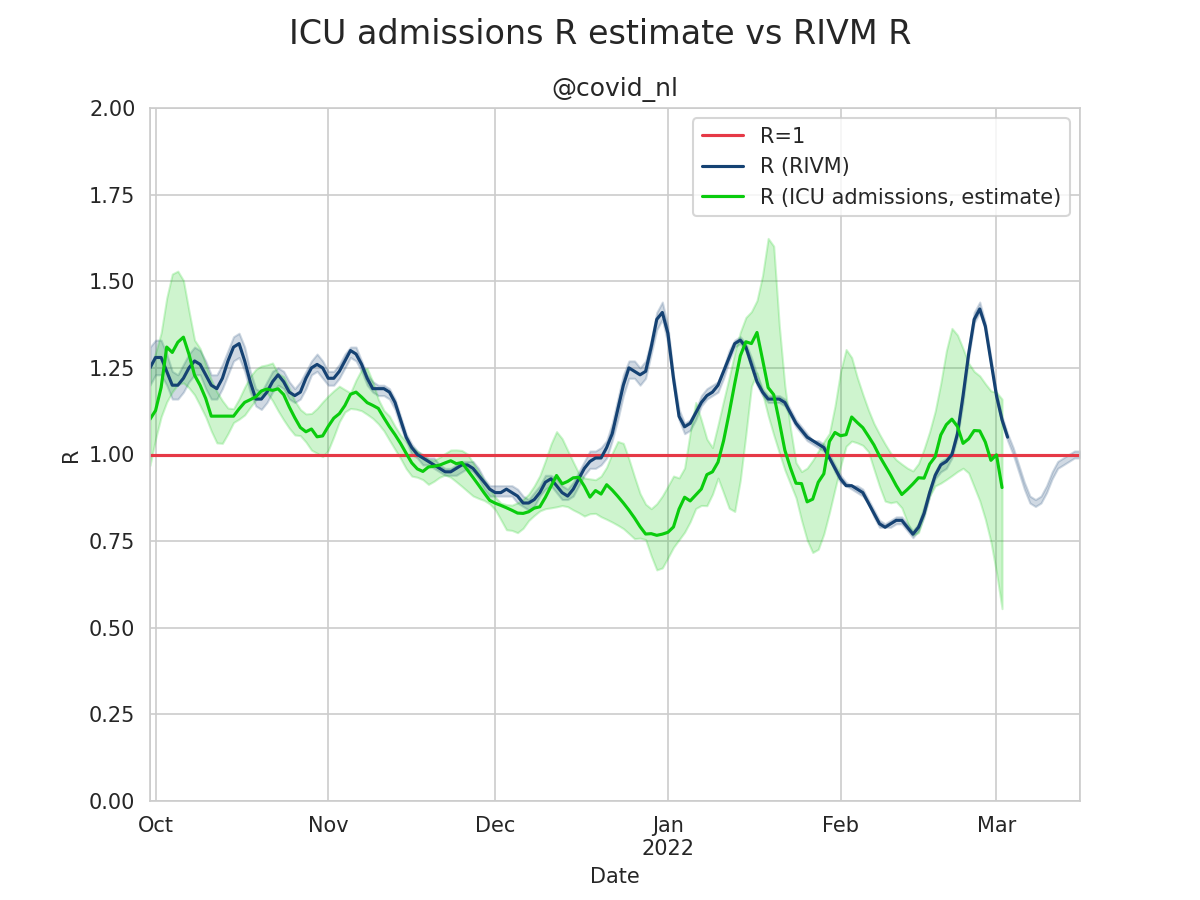 ICU admissions R estimate vs RIVM R
@covid_nl
2.00
1.75
1.50
1.25
1.00
0.75
0.50
0.25
0.00
R
R=1
R (RIVM)
R (ICU admissions, estimate)
Oct Nov Dec Jan Feb Mar
2022
Date